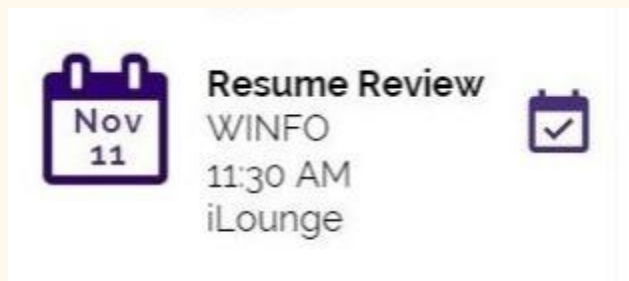 Nov
11
Resume Review
WINFO
11:30 AM
iLounge